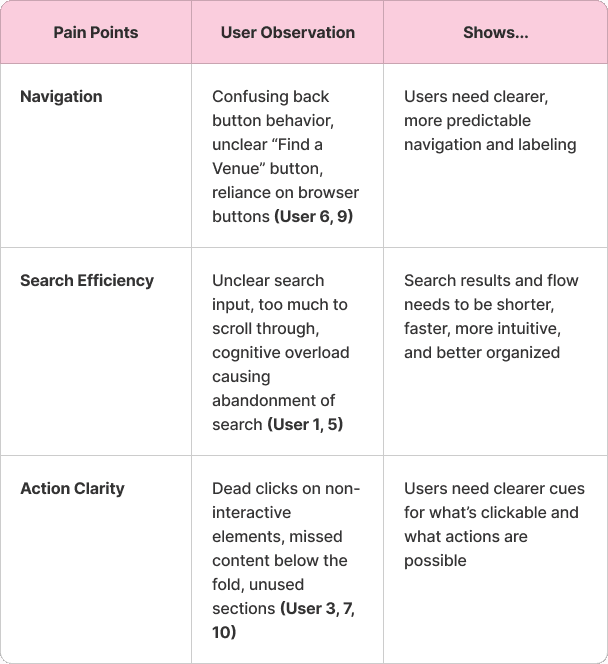 Pain Points
User Observation
Shows...
Navigation
Confusing back
button behavior,
unclear “Find a
Venue” button,
reliance on browser
buttons (User 6, 9)
Users need clearer,
more predictable
navigation and labeling
Search Efficiency
Unclear search
input, too much to
scroll through,
cognitive overload
causing
abandonment of
search (User 1, 5)
Search results and flow
needs to be shorter,
faster, more intuitive,
and better organized
Action Clarity
Dead clicks on non-
interactive
elements, missed
content below the
fold, unused
sections (User 3, 7,
10)
Users need clearer cues
for what’s clickable and
what actions are
possible